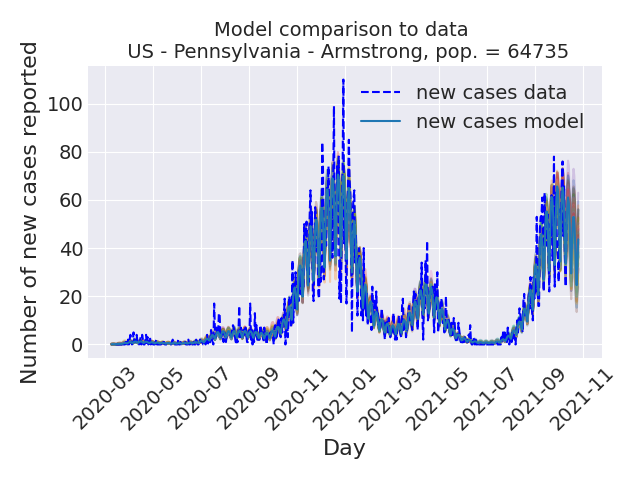 Model comparison to data
US - Pennsylvania - Armstrong, pop. = 64735
Number of new cases reported
100
80
60
40
20
0
new cases data
new cases model
2020-03
2020-05
2020-07
2020-09
2020-11
2021-01
2021-03
2021-05
2021-07
2021-09
2021-11
Day